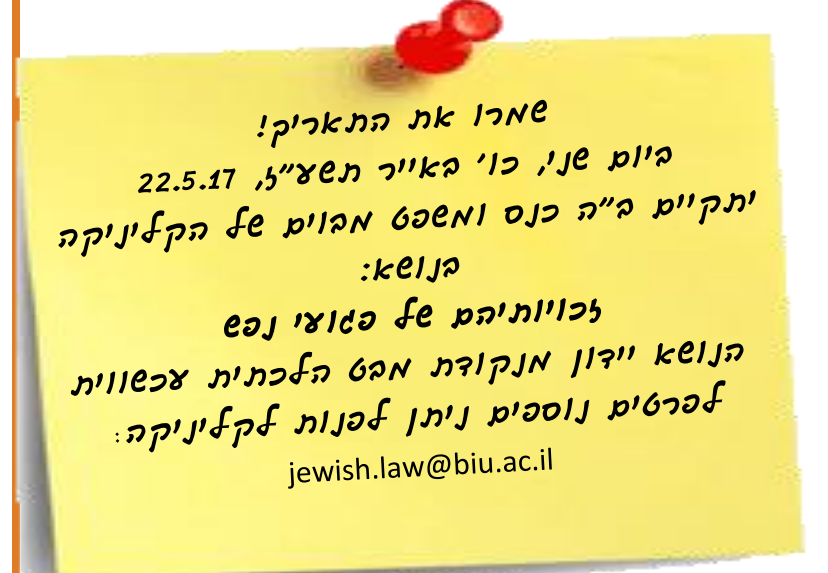 שמרו את התאריך!
ביום שני, כו' באייר תשע"ז, 22.5.17
יתקיים ב"ה כנס ומשפט מבוים של הקליניקה
בנושא:
זכויותיהם של פגועי נפש
הנושא יידון מנקודת מבט הלכתית עכשווית
לפרטים נוספים ניתן לפנות לקליניקה:
jewish.law@biu.ac.il